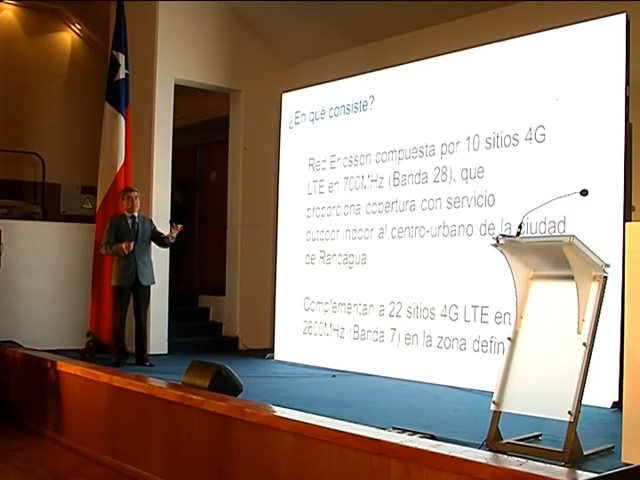 ¿En qué consiste?
Red Ericsson compuesta por 10 sitios 4G
LTE en 700MHz (Banda 28), que
proporciona cobertura con servicio
outdoor indoor al centro-urbano de la ciudad
de Rancagua
Complementan a 22 sitios 4G LTE en
2600MHz (Banda 7) en la zona defin